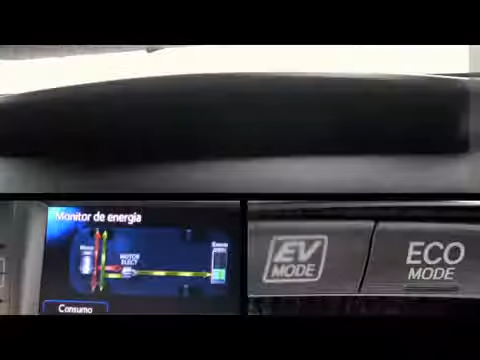 Monitor de energía
MOTOR
ELECT
Consumo
EV
MODE
ECO
MODE